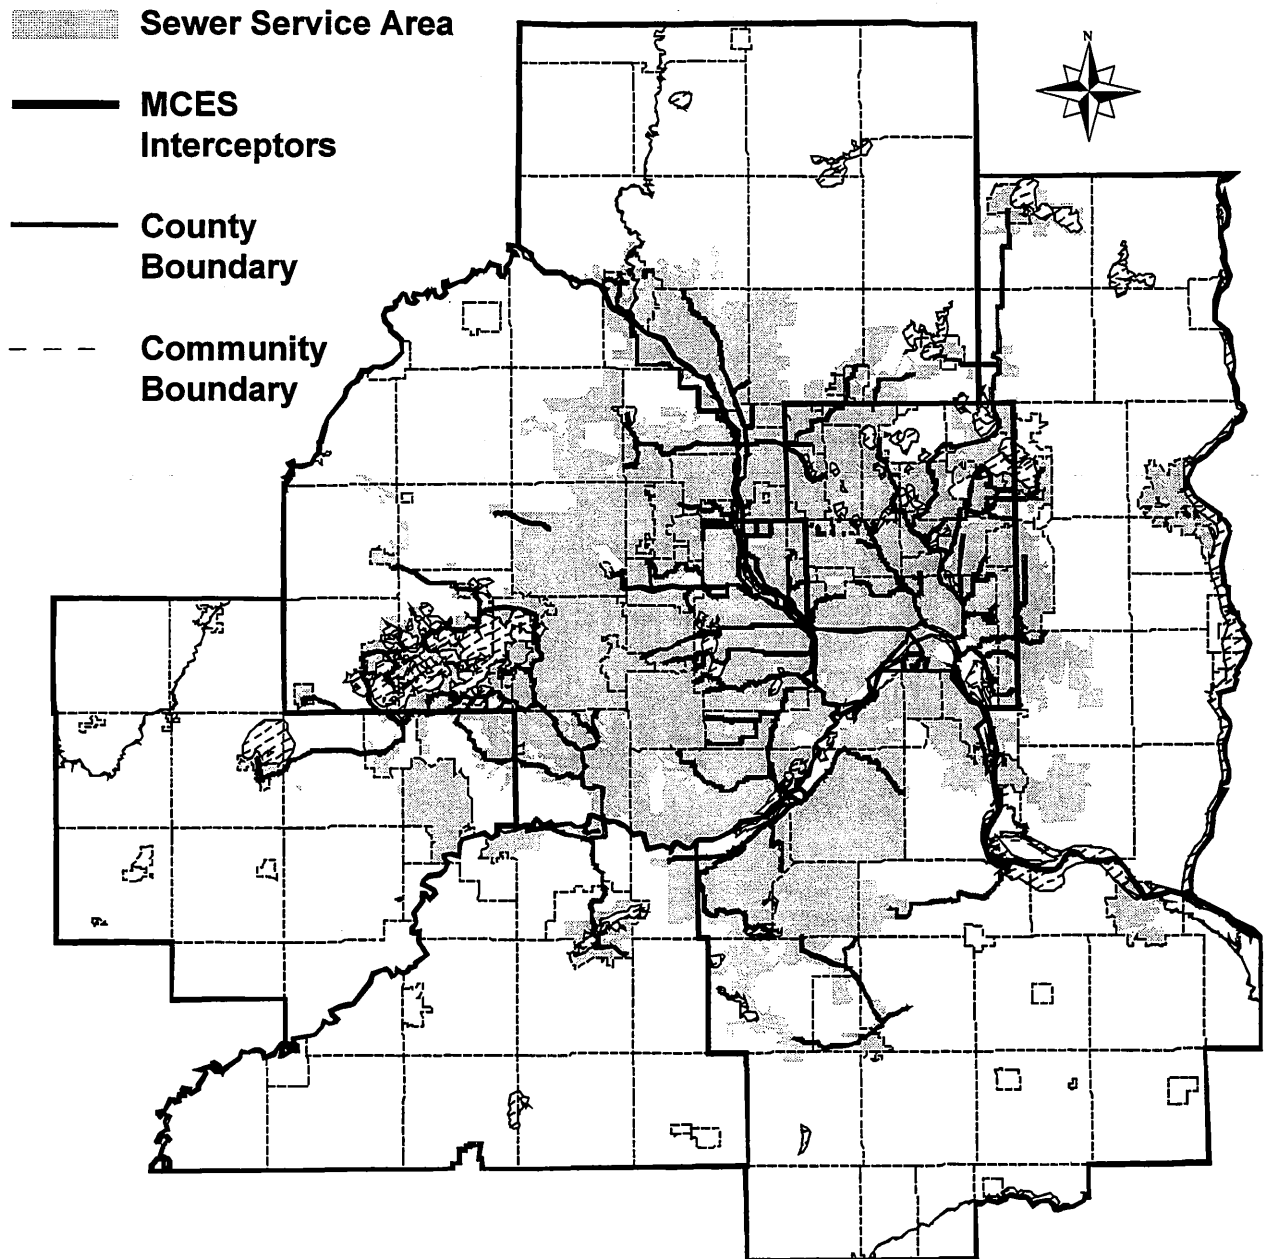 Sewer Service Area
N
MCES
Interceptors
County
Boundary
Community
Boundary